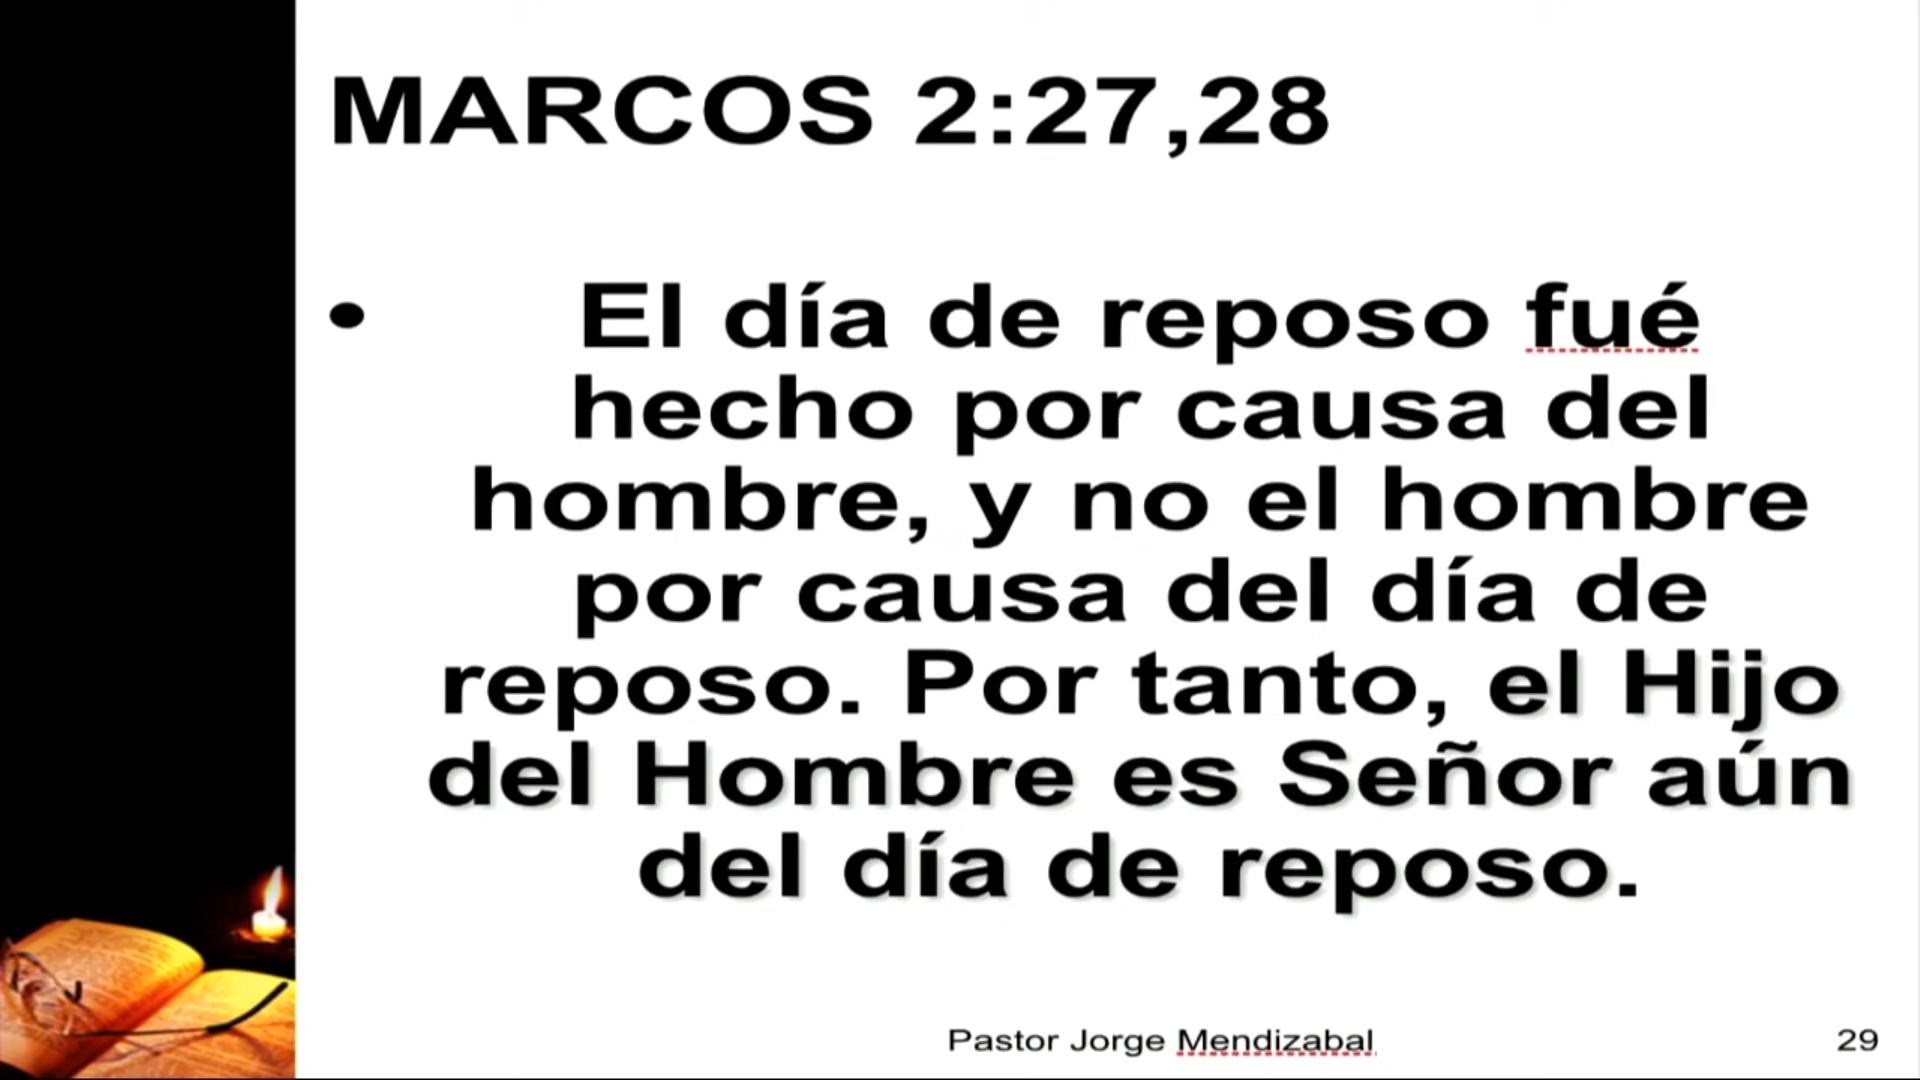 MARCOS 2:27,28
• El día de reposo fué
hecho por causa del
hombre, y no el hombre
por causa del día de
reposo. Por tanto, el Hijo
del Hombre es Señor aún
del día de reposo.
Pastor Jorge Mendizabal
29